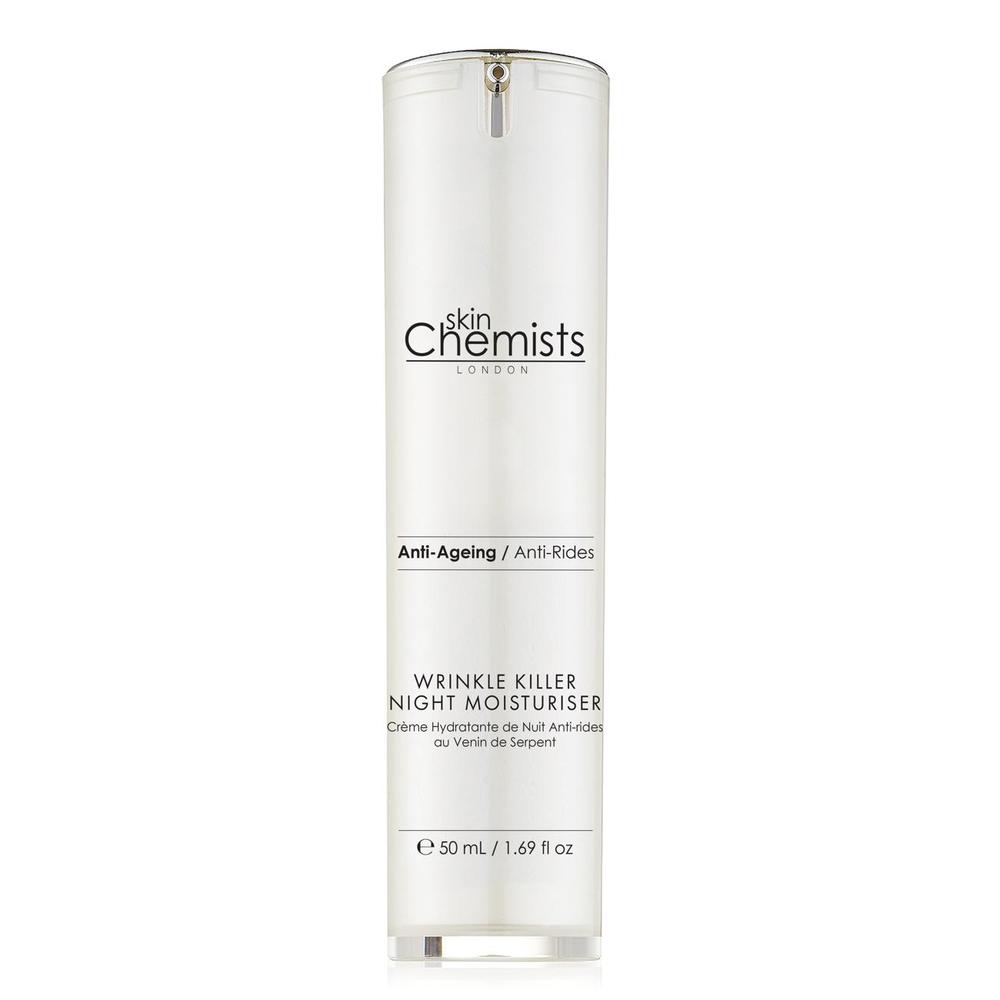 skin
Chemists
LONDON
Anti-Ageing / Anti-Rides
WRINKLE KILLER
NIGHT MOISTURISER
Crème Hydratante de Nuit Anti-rides
au Venin de Serpent
℮ 50 mL / 1.69 fl oz